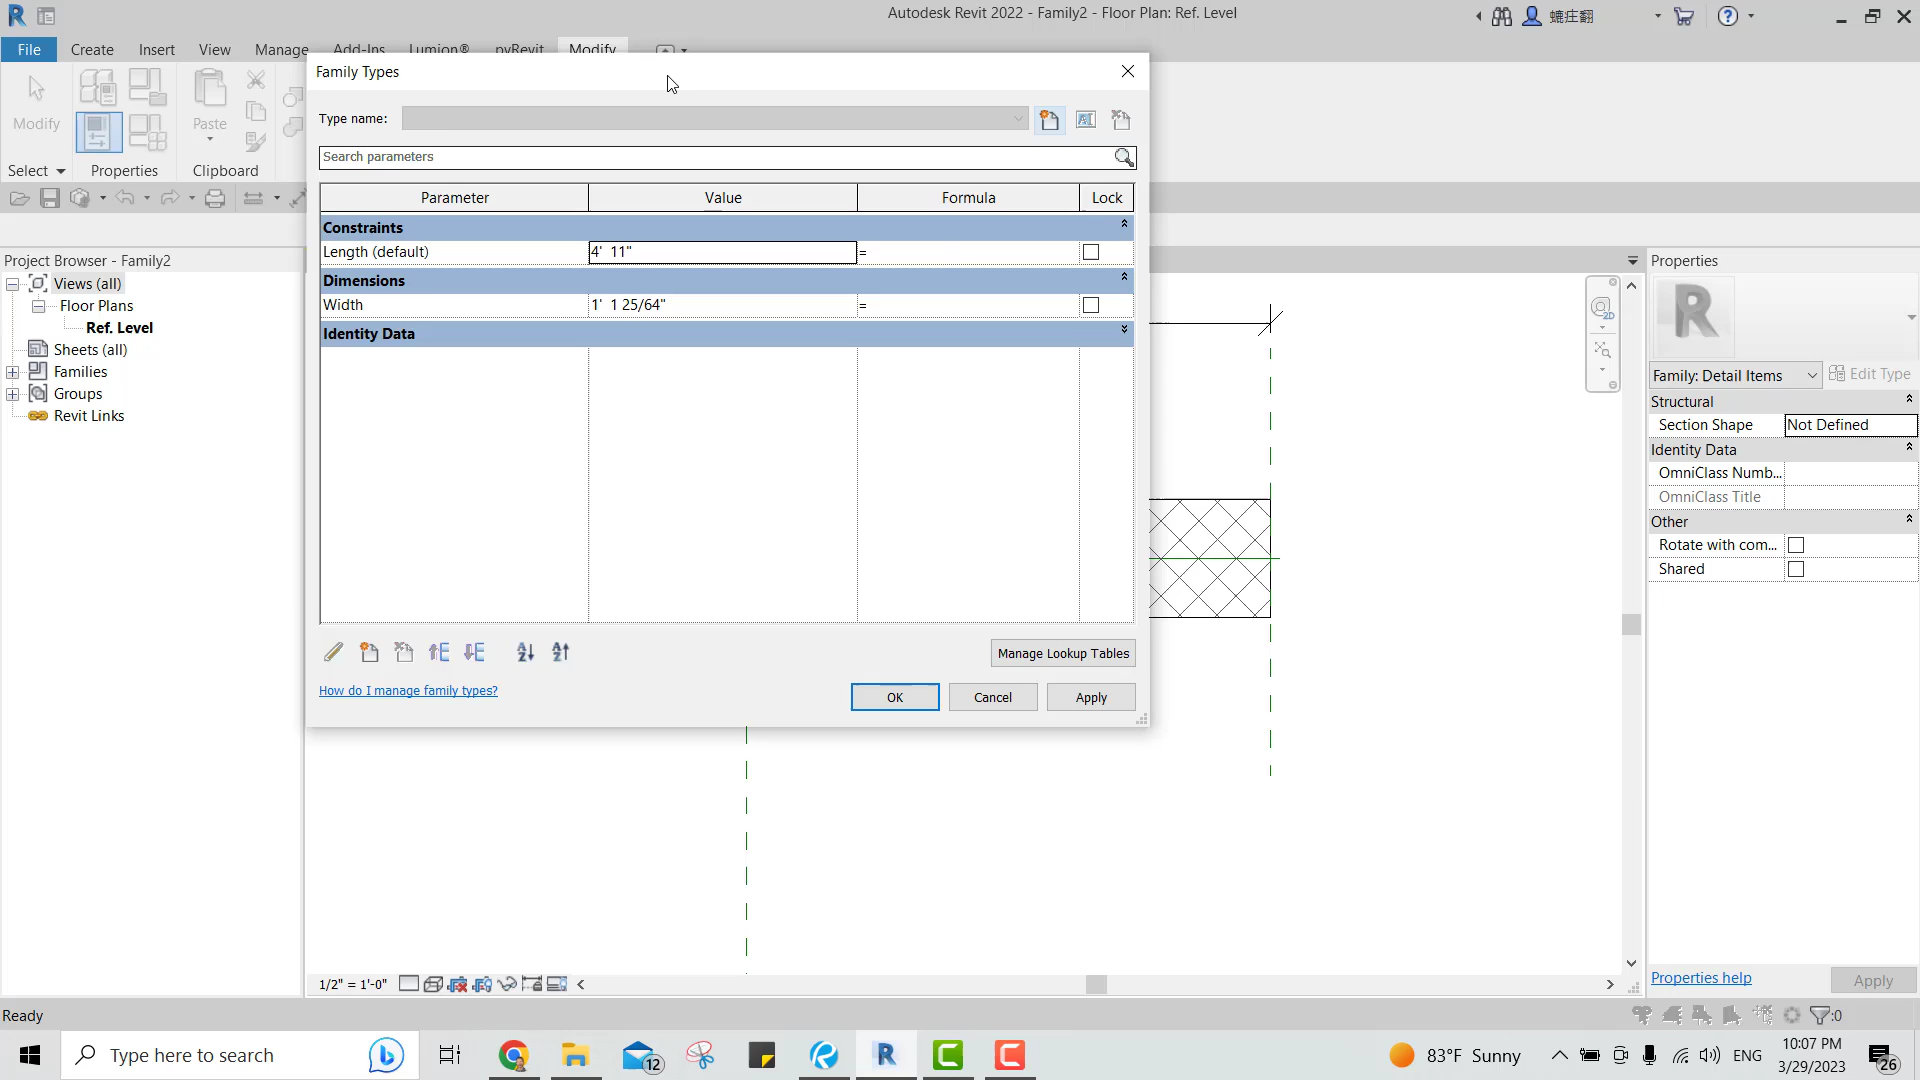 Autodesk Revit 2022 - Family2 - Floor Plan: Ref. Level
File Create Insert View Manage Add-Ins Lumion® pyRevit Modify
Family Types
Type name:
Search parameters
Parameter Value Formula Lock
Constraints
Length (default) 4' 11" =
Dimensions
Width 1' 1 25/64" =
Identity Data
Manage Lookup Tables
How do I manage family types?
OK Cancel Apply
Modify
Paste
Select Properties Clipboard
Project Browser - Family2
Views (all)
Floor Plans
Ref. Level
Sheets (all)
Families
Groups
Revit Links
2D
Properties
R
Family: Detail Items Edit Type
Structural
Section Shape Not Defined
Identity Data
OmniClass Numb...
OmniClass Title
Other
Rotate with com...
Shared
Properties help Apply
1/2" = 1'-0"
Ready
:0
Type here to search
12
83°F Sunny
ENG
10:07 PM
3/29/2023
26